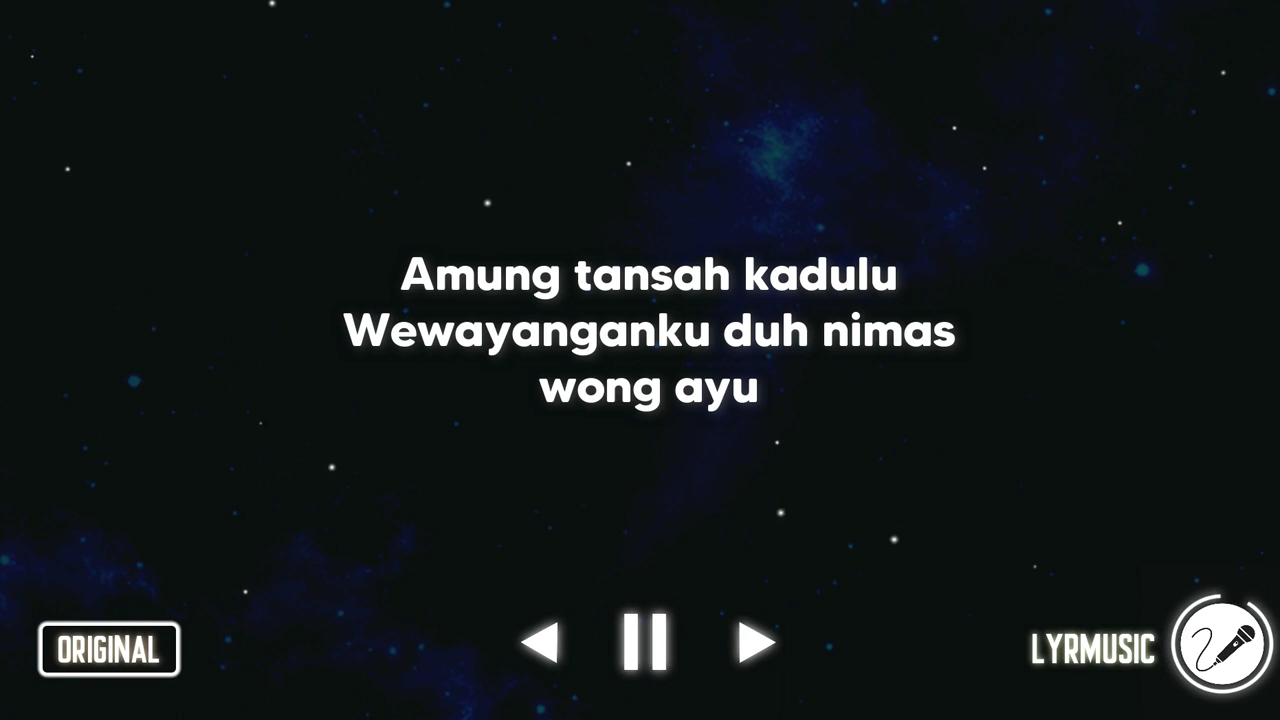 Amung tansah kadulu
Wewayanganku duh nimas
wong ayu
ORIGINAL
LYRMUSIC